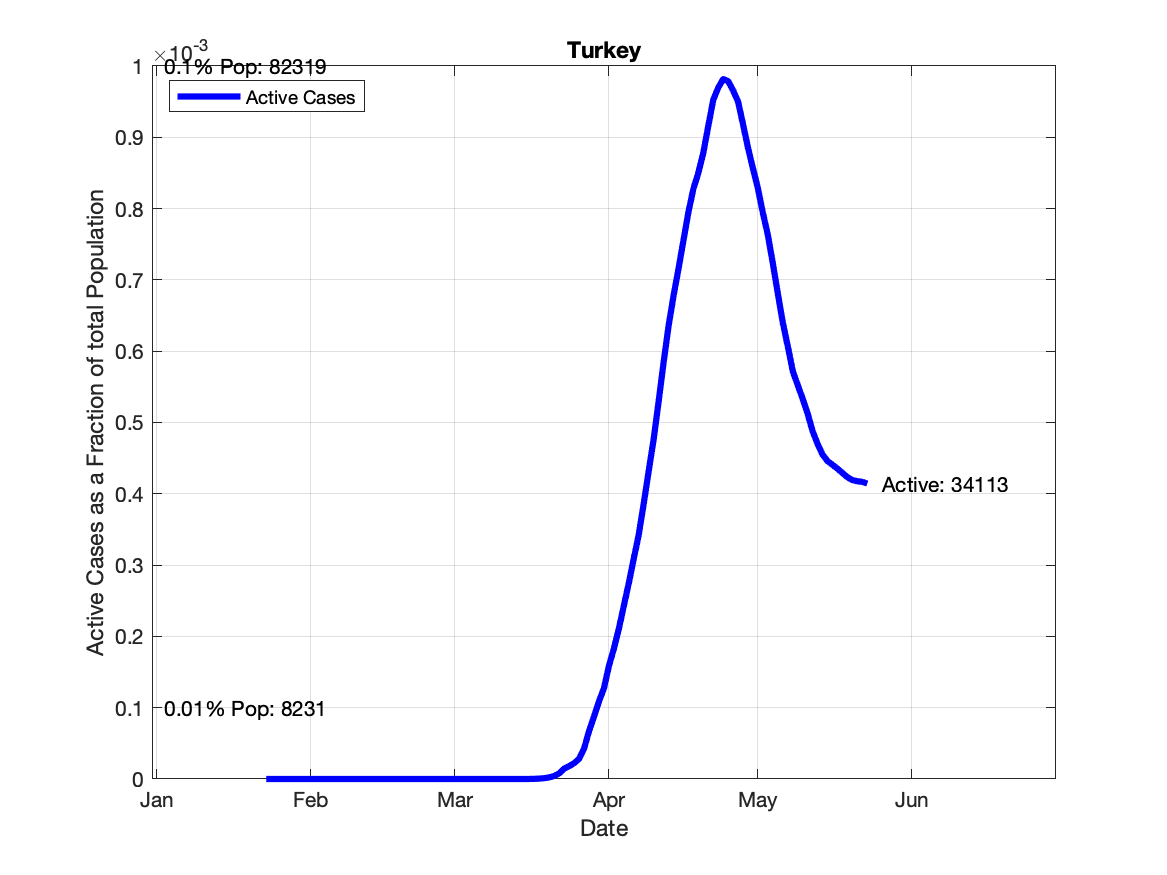 Turkey
×10-3
0.1% Pop: 82319
Active Cases
1
0.9
0.8
0.7
0.6
0.5
0.4
0.3
0.2
0.1
0
0.01% Pop: 8231
Active: 34113
Active Cases as a Fraction of total Population
Jan Feb Mar Apr May Jun
Date